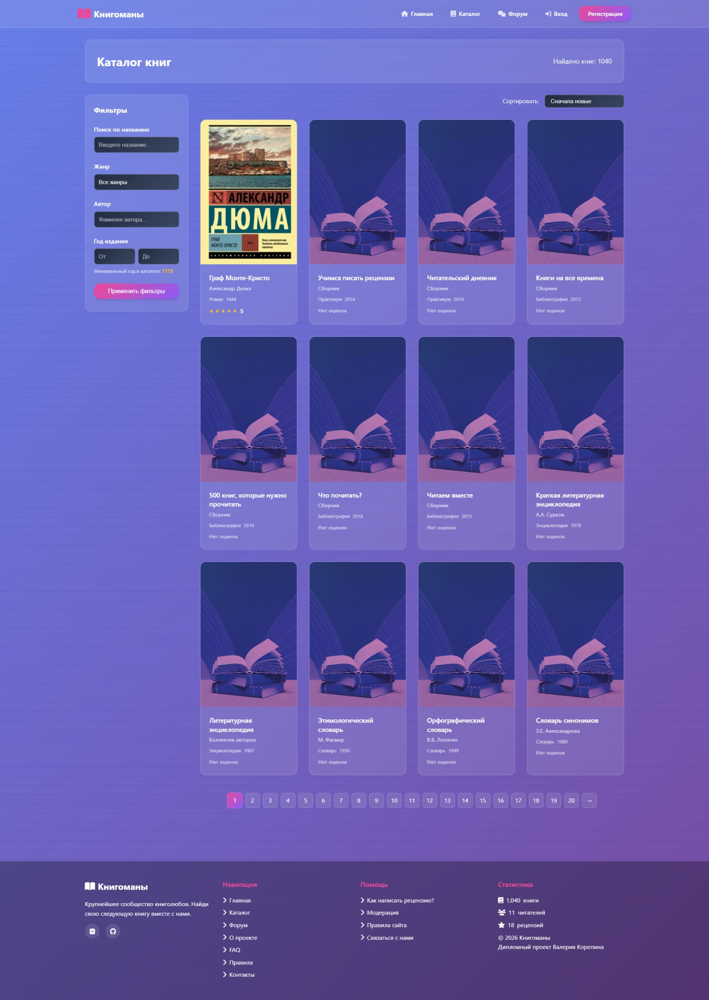 Книгоманы
Главная
Каталог
Форум
Вход
Регистрация
Каталог книг
Найдено книг: 1040
Фильтры
Поиск по названию
Введите название...
Жанр
Все жанры
Автор
Фамилия автора...
Год издания
От
До
Минимальный год в каталоге: 1113
Применить фильтры
Сортировать:
Сначала новые
АЛЕКСАНДР
ДЮМА
ГРАФ
МОНТЕ-КРИСТО
Книги, изменившие мир.
Писатели, объединившие
поколения.
ЭКСКЛЮЗИВНАЯ КЛАССИКА
Граф Монте-Кристо
Александр Дюма
Роман 1844
★★★★★ 5
Учимся писать рецензии
Сборник
Практикум 2014
Нет оценок
Читательский дневник
Сборник
Практикум 2016
Нет оценок
Книги на все времена
Сборник
Библиография 2012
Нет оценок
500 книг, которые нужно
прочитать
Сборник
Библиография 2010
Нет оценок
Что почитать?
Сборник
Библиография 2018
Нет оценок
Читаем вместе
Сборник
Библиография 2015
Нет оценок
Краткая литературная
энциклопедия
А.А. Сурков
Энциклопедия 1978
Нет оценок
Литературная
энциклопедия
Коллектив авторов
Энциклопедия 1987
Нет оценок
Этимологический
словарь
М. Фасмер
Словарь 1950
Нет оценок
Орфографический
словарь
В.В. Лопатин
Словарь 1999
Нет оценок
Словарь синонимов
З.Е. Александрова
Словарь 1980
Нет оценок
1 2 3 4 5 6 7 8 9 10 11 12 13 14 15 16 17 18 19 20 →
Книгоманы
Крупнейшее сообщество книголюбов. Найди
свою следующую книгу вместе с нами.
Навигация
Главная
Каталог
Форум
О проекте
FAQ
Правила
Контакты
Помощь
Как написать рецензию?
Модерация
Правила сайта
Связаться с нами
Статистика
1,040 книги
11 читателей
18 рецензий
© 2026 Книгоманы
Дипломный проект Валерия Корепина